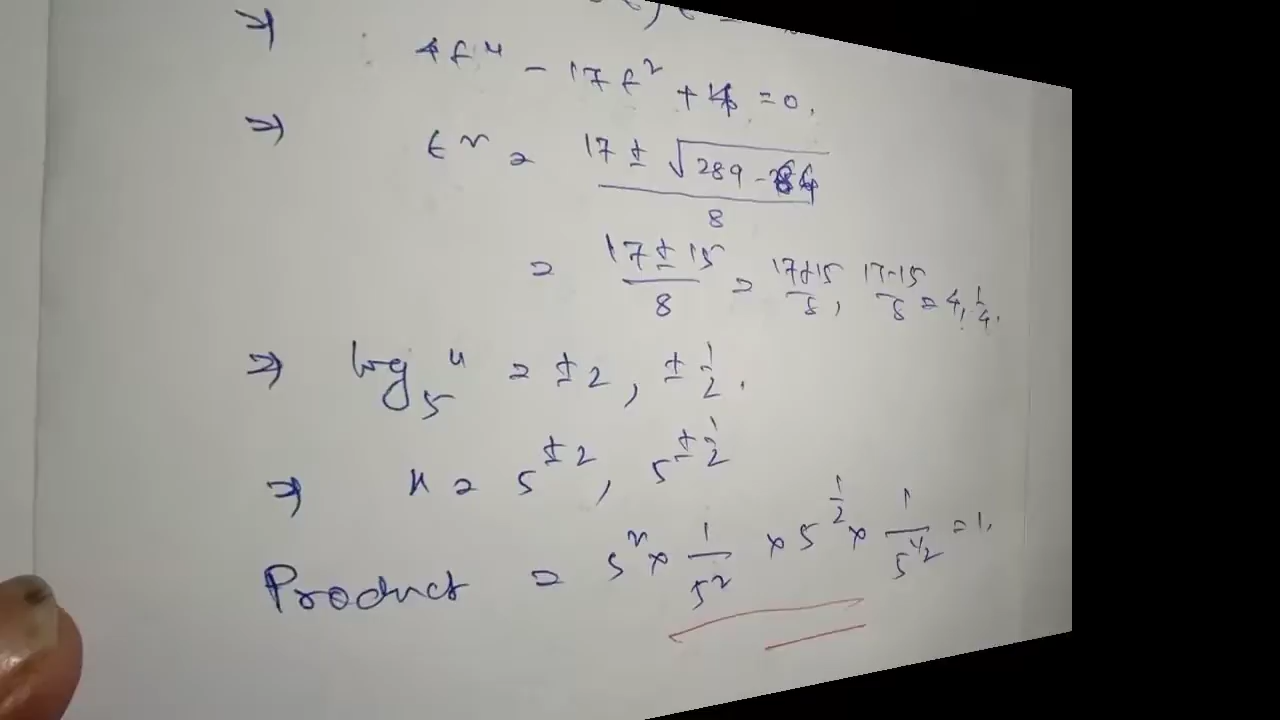 ⇒ 4t⁴ - 17t² + 4 = 0.
⇒ t² = (17 ± √(289 - 64)) / 8
= (17 ± 15) / 8 = (17+15)/8, (17-15)/8 = 4, 1/4.
⇒ log₅x = ±2, ±1/2.
⇒ x = 5^(±2), 5^(±1/2)
Product = 5² × 1/5² × 5^(1/2) × 1/5^(1/2) = 1.